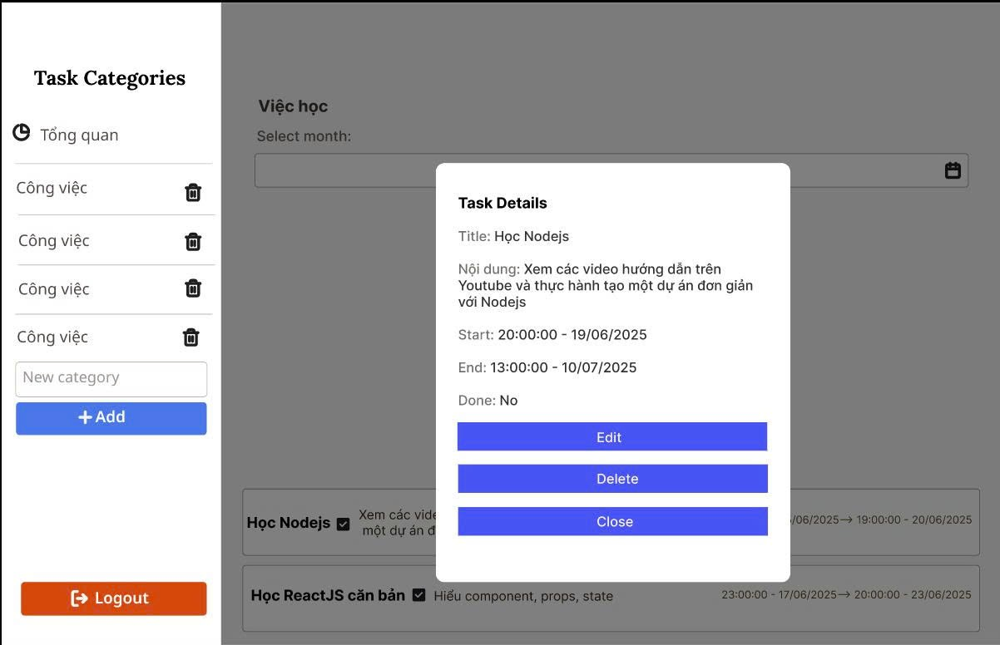 Task Categories
Tổng quan
Công việc
Công việc
Công việc
Công việc
New category
Add
Logout
Việc học
Select month:
Task Details
Title: Học Nodejs
Nội dung: Xem các video hướng dẫn trên
Youtube và thực hành tạo một dự án đơn giản
với Nodejs
Start: 20:00:00 - 19/06/2025
End: 13:00:00 - 10/07/2025
Done: No
Edit
Delete
Close
Học Nodejs Xem các
một dự án
/06/2025→ 19:00:00 - 20/06/2025
Học ReactJS căn bản Hiểu component, props, state 23:00:00 - 17/06/2025→ 20:00:00 - 23/06/2025